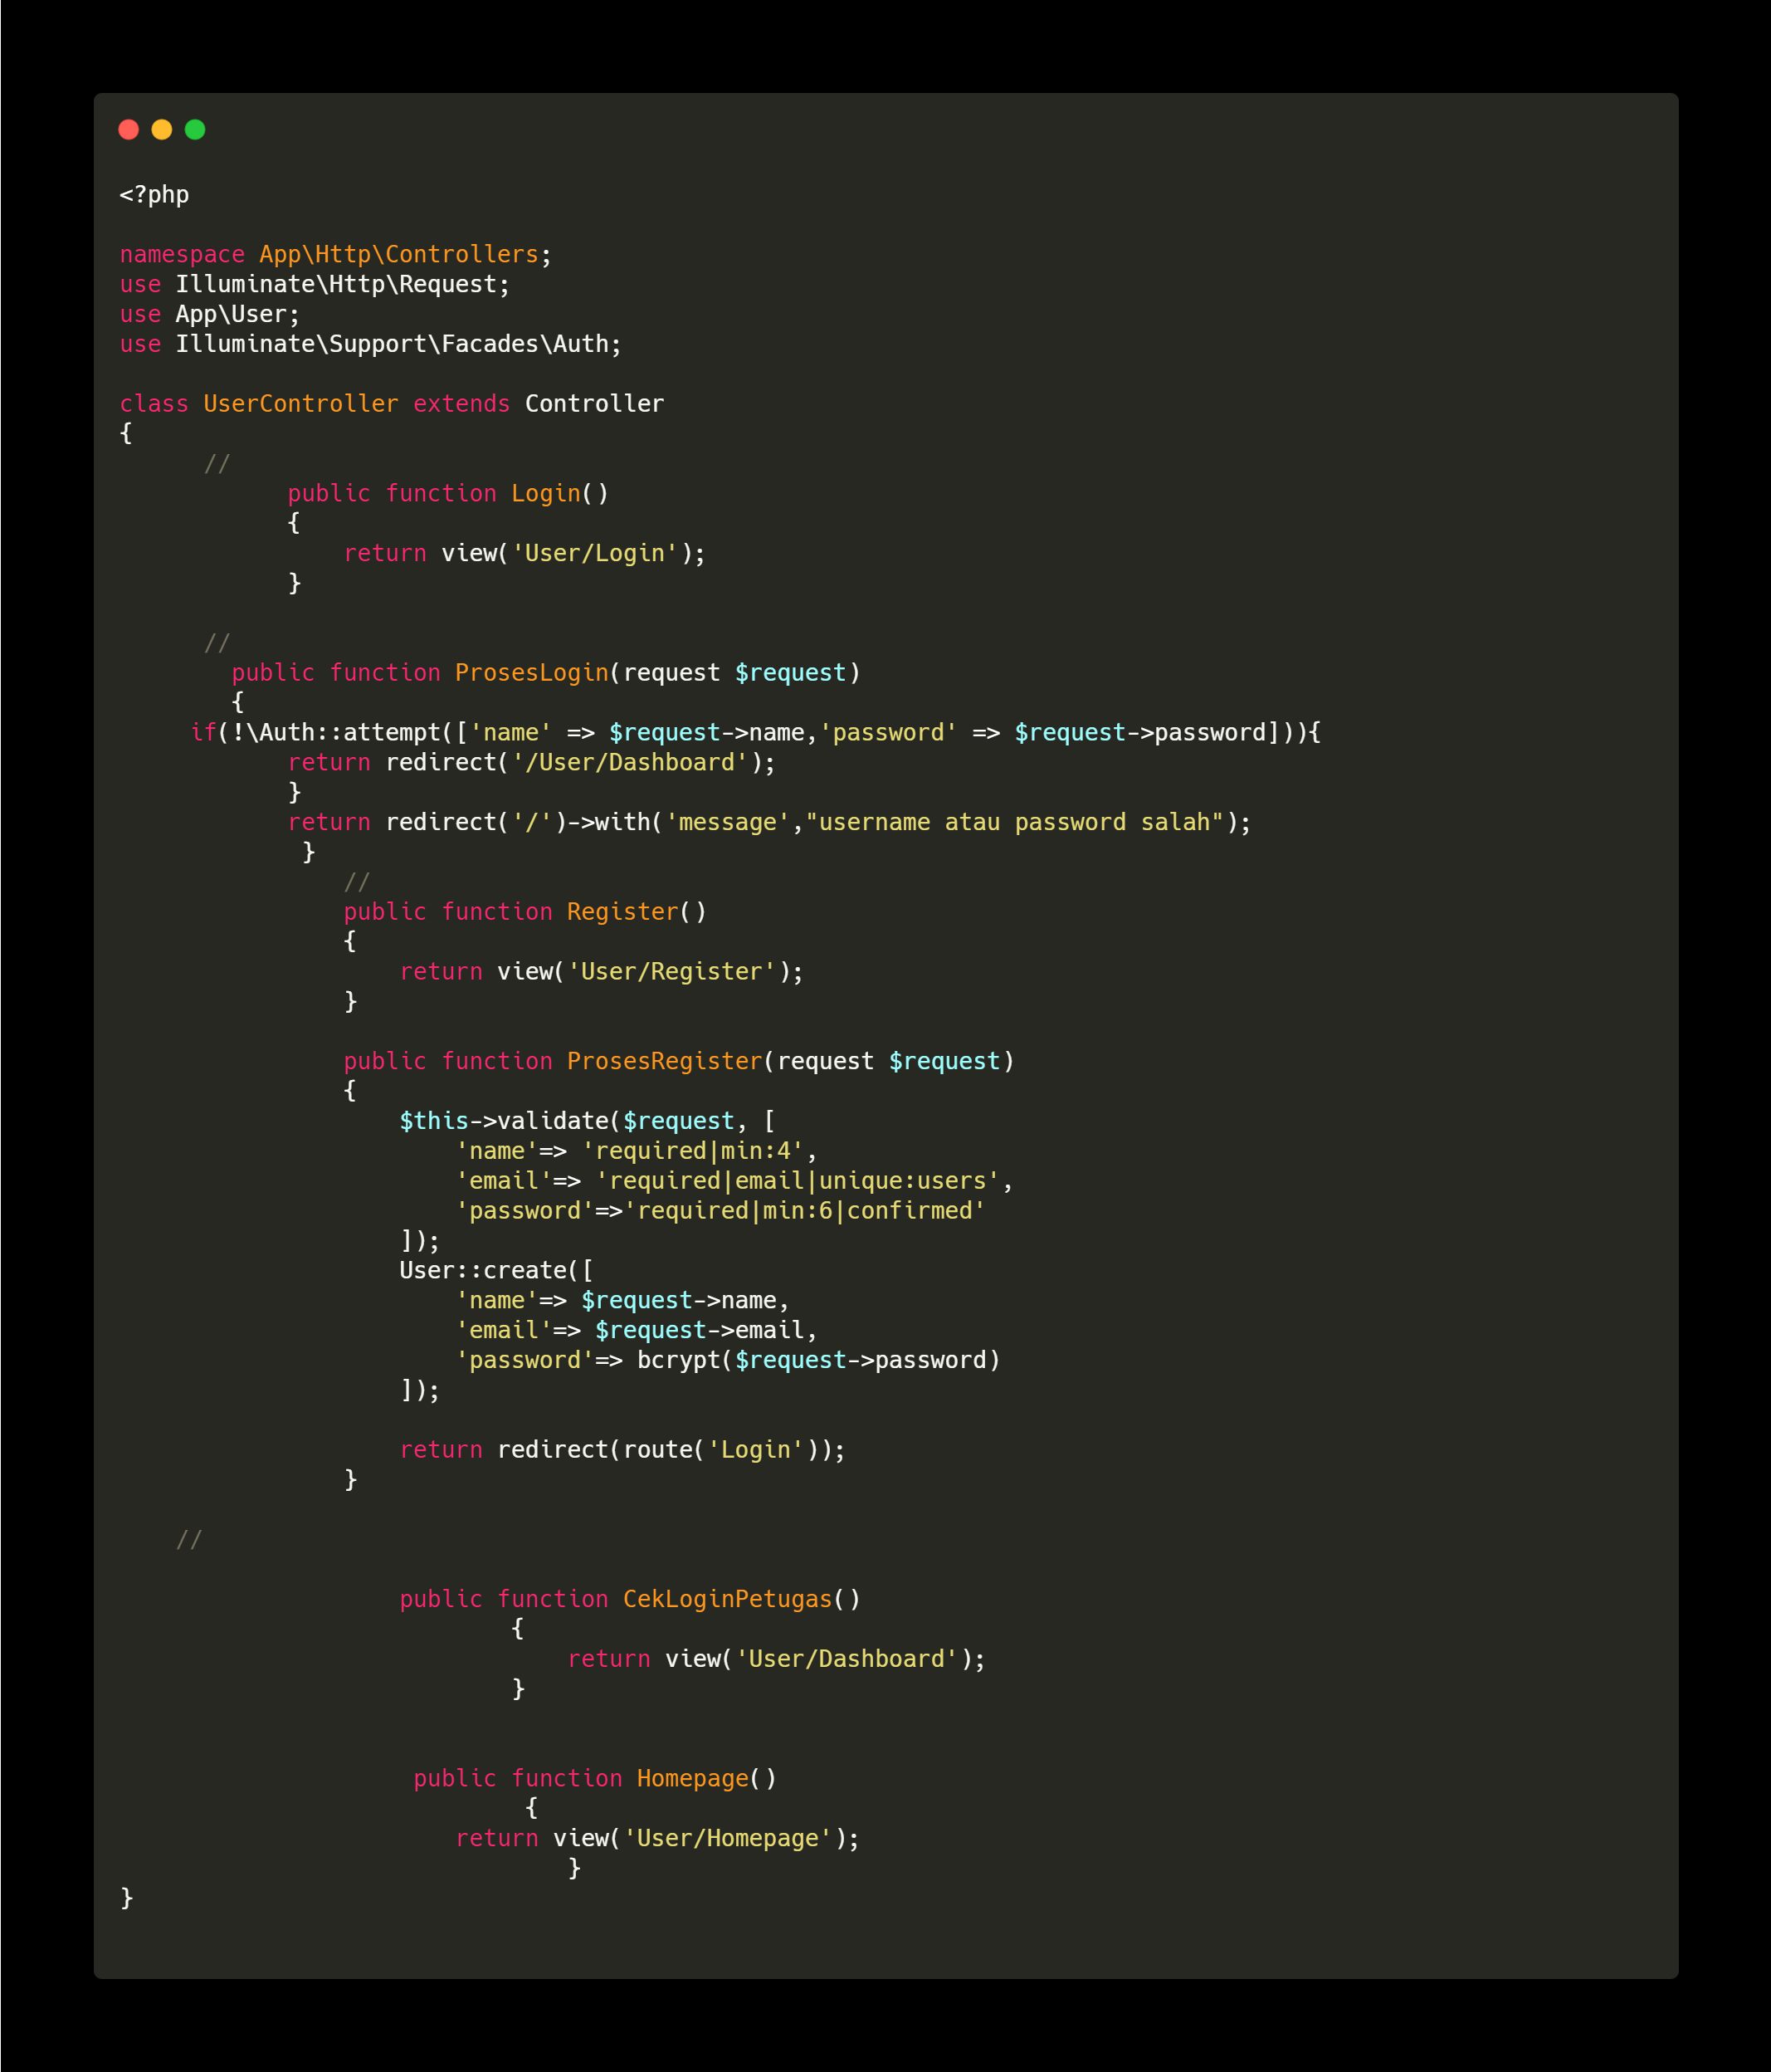 <?php
namespace App\Http\Controllers;
use Illuminate\Http\Request;
use App\User;
use Illuminate\Support\Facades\Auth;
class UserController extends Controller
{
//
public function Login()
{
return view('User/Login');
}
//
public function ProsesLogin(request $request)
{
if(!\Auth::attempt(['name' => $request->name,'password' => $request->password])){
return redirect('/User/Dashboard');
}
return redirect('/')->with('message',"username atau password salah");
}
//
public function Register()
{
return view('User/Register');
}
public function ProsesRegister(request $request)
{
$this->validate($request, [
'name'=> 'required|min:4',
'email'=> 'required|email|unique:users',
'password'=>'required|min:6|confirmed'
]);
User::create([
'name'=> $request->name,
'email'=> $request->email,
'password'=> bcrypt($request->password)
]);
return redirect(route('Login'));
}
//
public function CekLoginPetugas()
{
return view('User/Dashboard');
}
public function Homepage()
{
return view('User/Homepage');
}
}